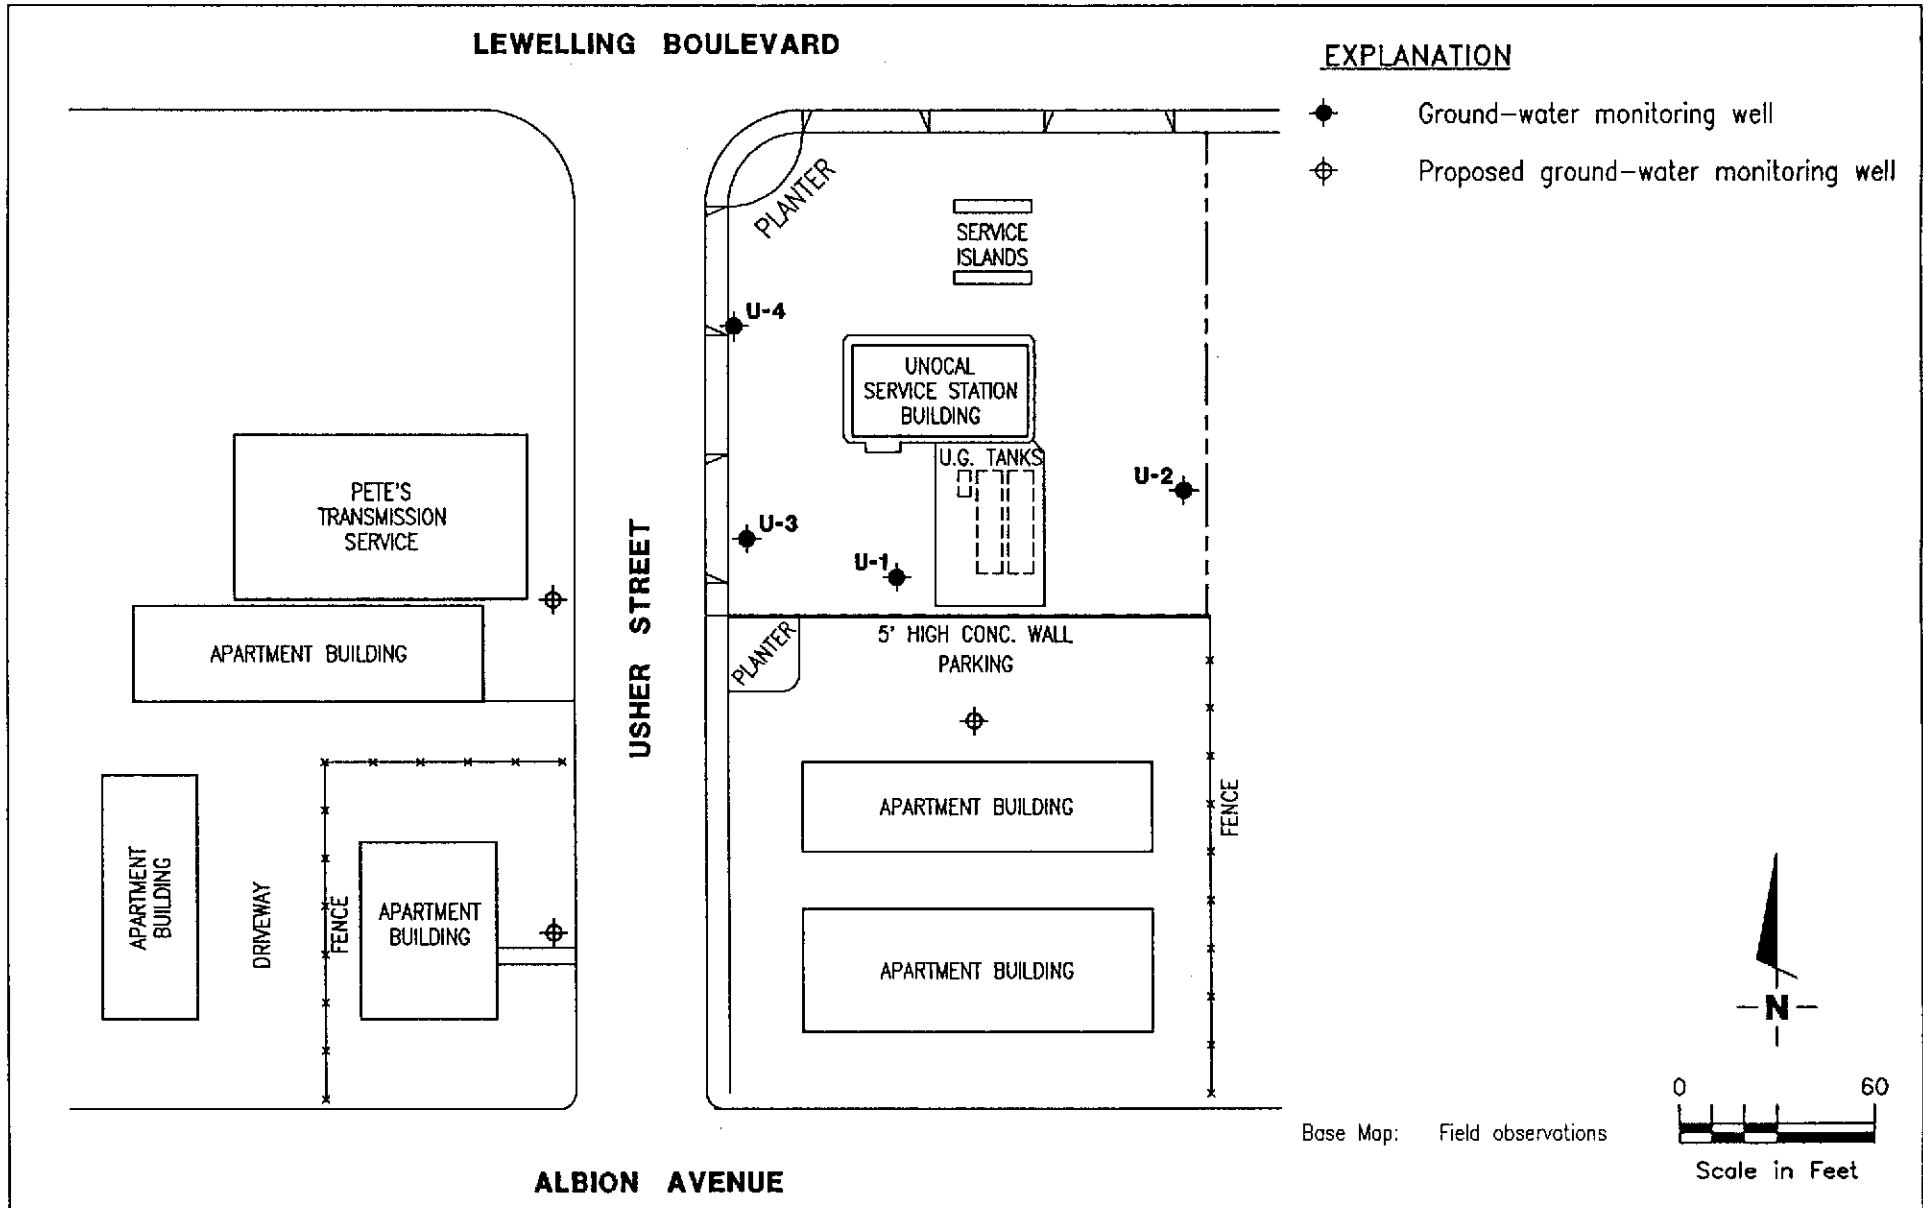 LEWELLING BOULEVARD
EXPLANATION
Ground-water monitoring well
Proposed ground-water monitoring well
PLANTER
SERVICE
ISLANDS
U-4
UNOCAL
SERVICE STATION
BUILDING
U.G. TANKS
U-2
PETE'S
TRANSMISSION
SERVICE
U-3
U-1
USHER STREET
APARTMENT BUILDING
PLANTER
5' HIGH CONC. WALL
PARKING
APARTMENT BUILDING
FENCE
APARTMENT
BUILDING
DRIVEWAY
FENCE
APARTMENT
BUILDING
APARTMENT BUILDING
N
0 60
Scale in Feet
Base Map: Field observations
ALBION AVENUE